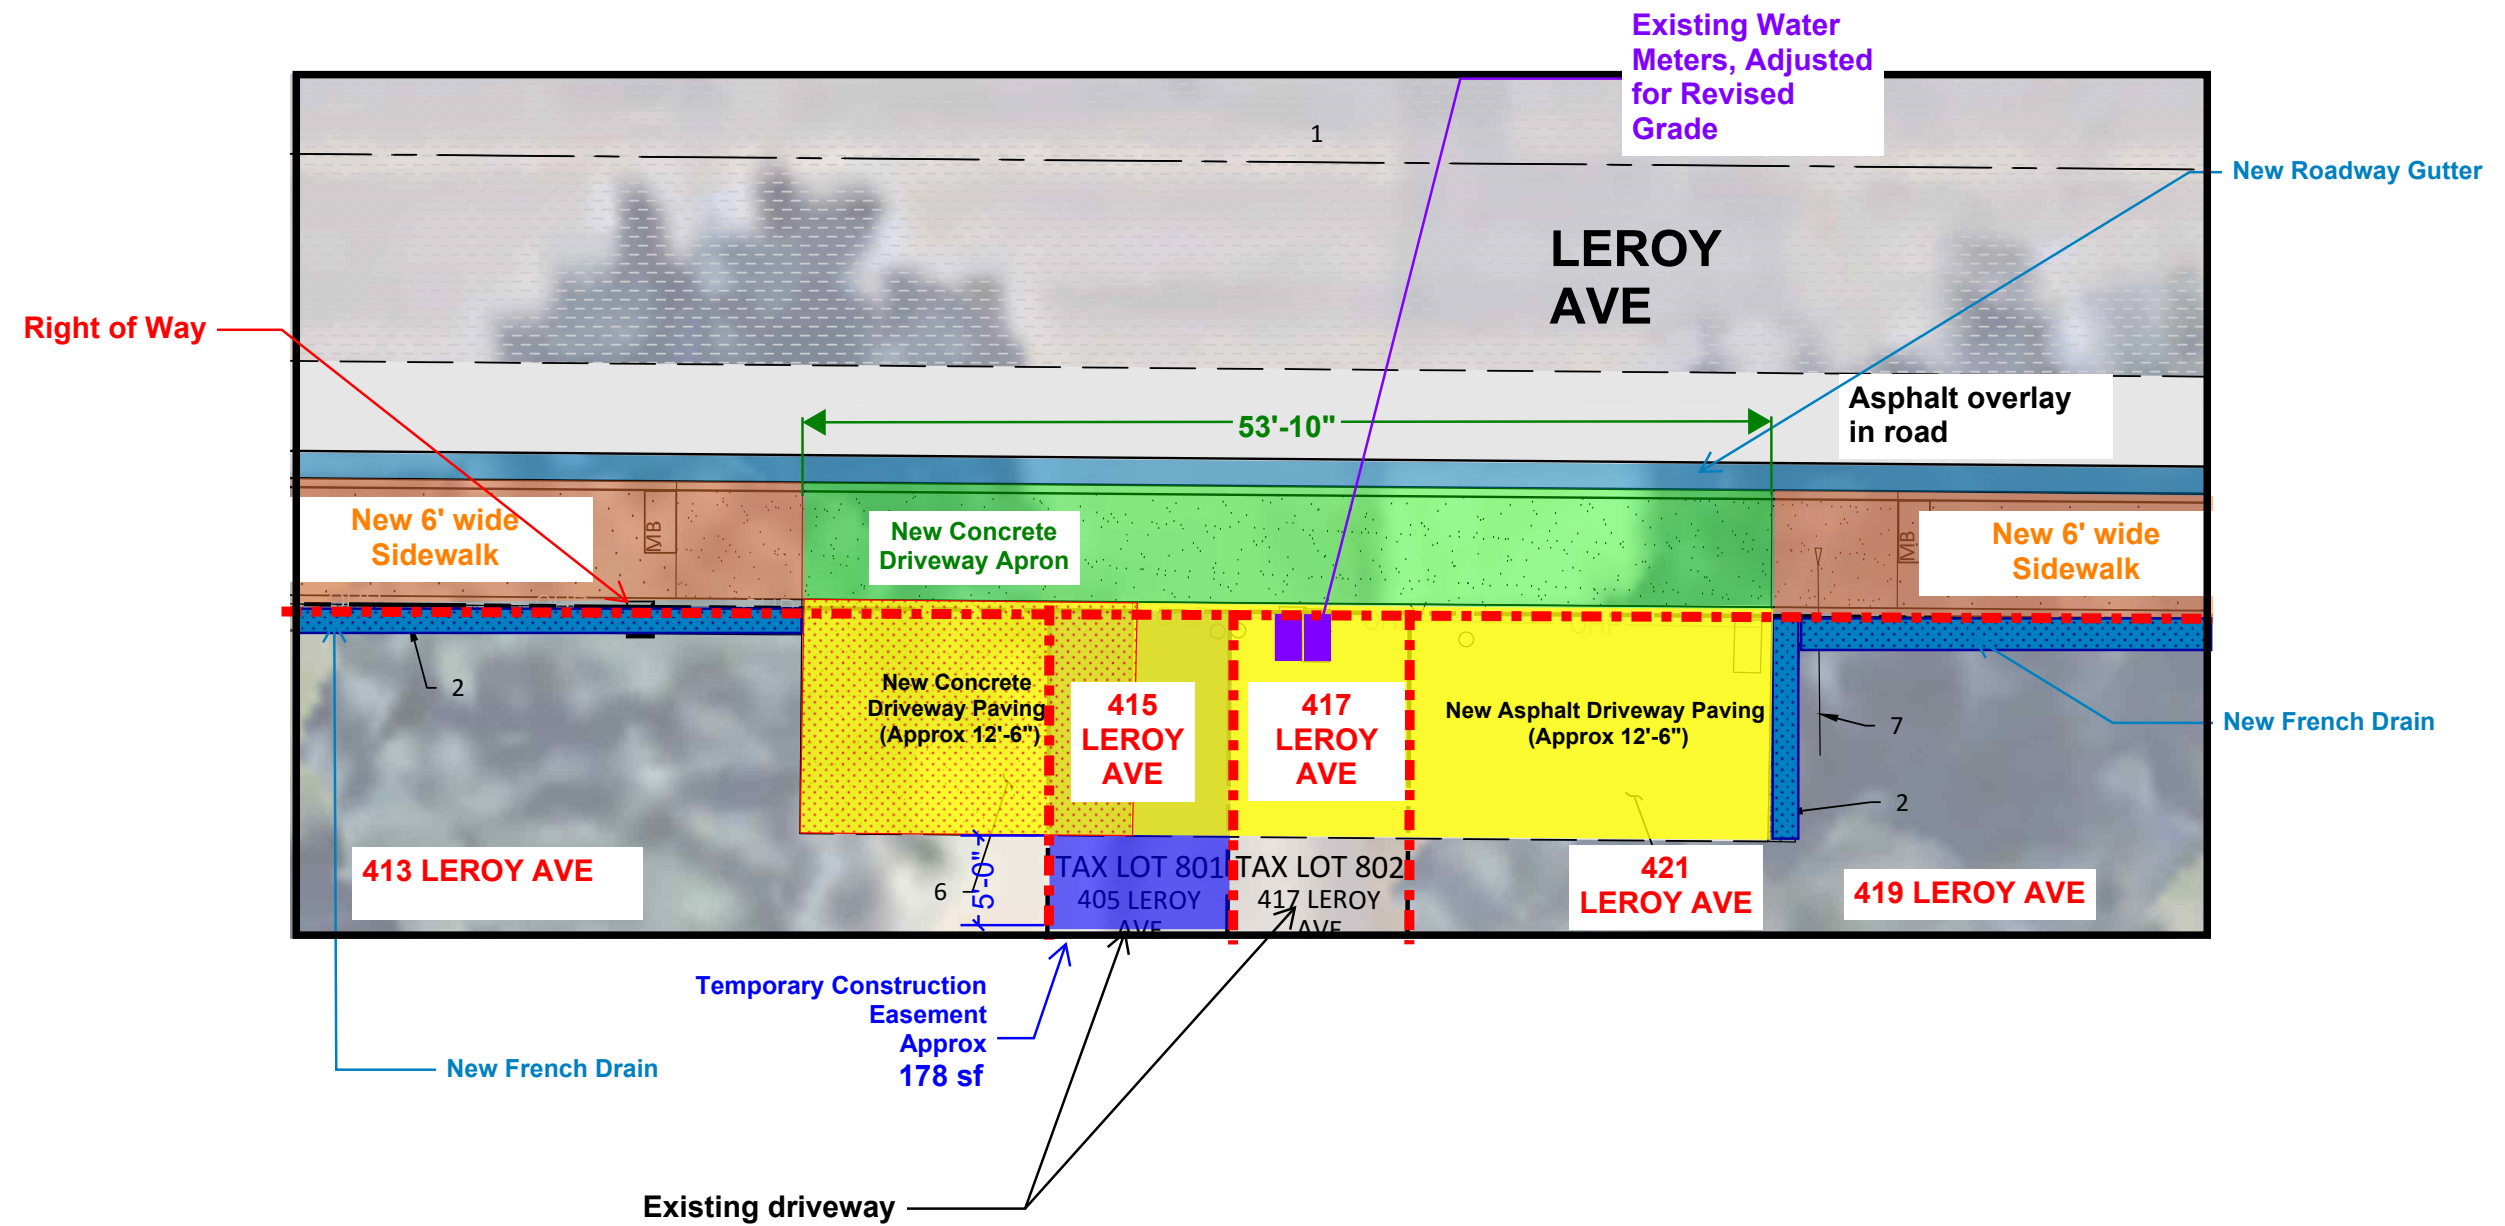 Existing Water
Meters, Adjusted
for Revised
Grade
1
New Roadway Gutter
LEROY
AVE
Right of Way
Asphalt overlay
in road
53'-10"
New 6' wide
Sidewalk
MB
New Concrete
Driveway Apron
MB
New 6' wide
Sidewalk
2
New Concrete
Driveway Paving
(Approx 12'-6")
415
LEROY
AVE
417
LEROY
AVE
New Asphalt Driveway Paving
(Approx 12'-6")
7
New French Drain
2
413 LEROY AVE
6
5'-0"
TAX LOT 801
405 LEROY
AVE
TAX LOT 802
417 LEROY
AVE
421
LEROY AVE
419 LEROY AVE
Temporary Construction
Easement
Approx
178 sf
New French Drain
Existing driveway